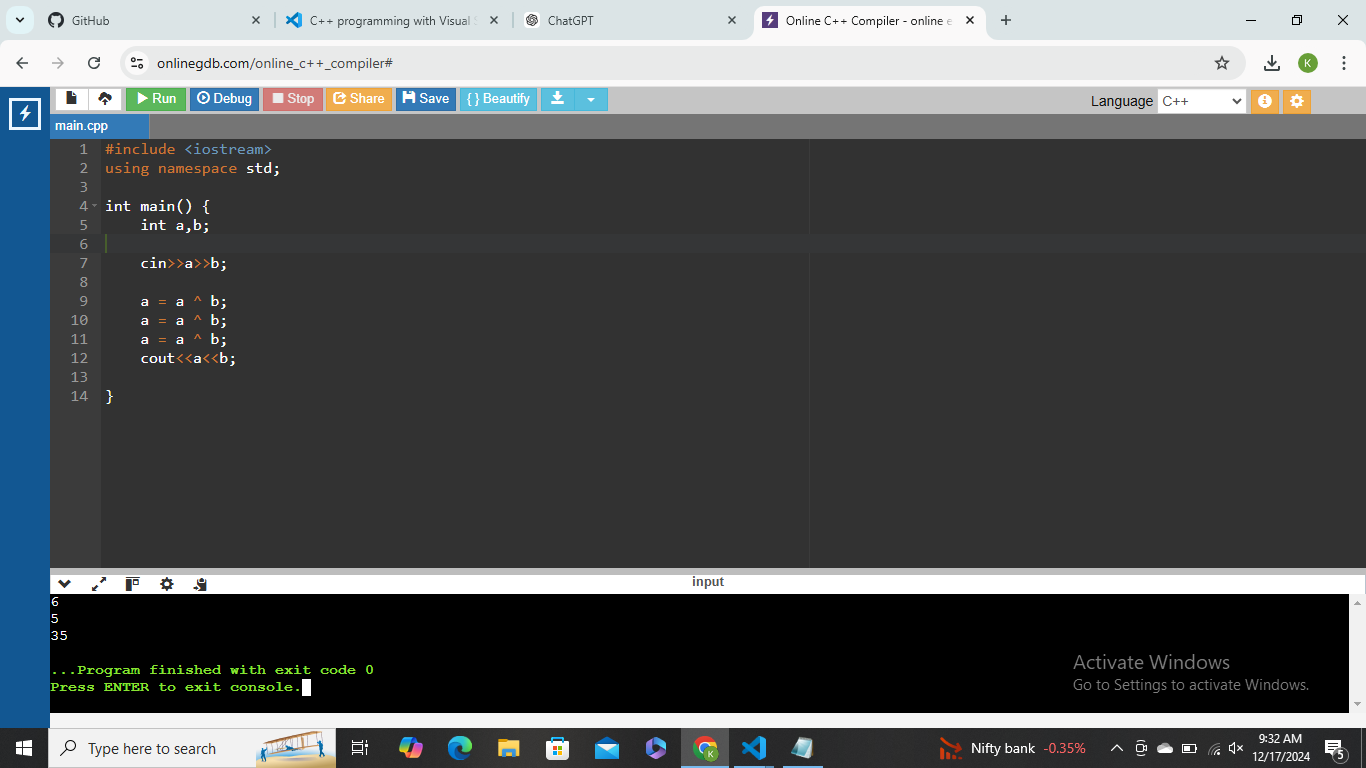 GitHub
C++ programming with Visual S
ChatGPT
Online C++ Compiler - online e
onlinegdb.com/online_c++_compiler#
K
Run
Debug
Stop
Share
Save
{ } Beautify
Language C++
main.cpp
1 #include <iostream>
2 using namespace std;
3
4 int main() {
5 int a,b;
6
7 cin>>a>>b;
8
9 a = a ^ b;
10 a = a ^ b;
11 a = a ^ b;
12 cout<<a<<b;
13
14 }
input
6
5
35
...Program finished with exit code 0
Press ENTER to exit console.
Activate Windows
Go to Settings to activate Windows.
Type here to search
K
Nifty bank -0.35%
9:32 AM
12/17/2024
5